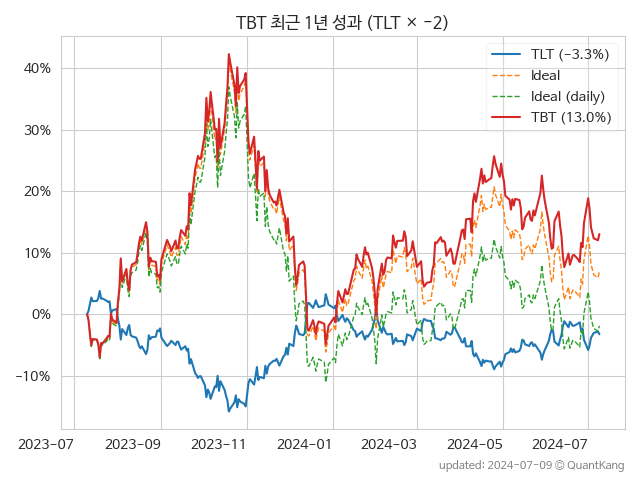 TBT 최근 1년 성과 (TLT × −2)
TLT (−3.3%)
Ideal
Ideal (daily)
TBT (13.0%)
40%
30%
20%
10%
0%
−10%
2023-07
2023-09
2023-11
2024-01
2024-03
2024-05
2024-07
updated: 2024-07-09 © QuantKang